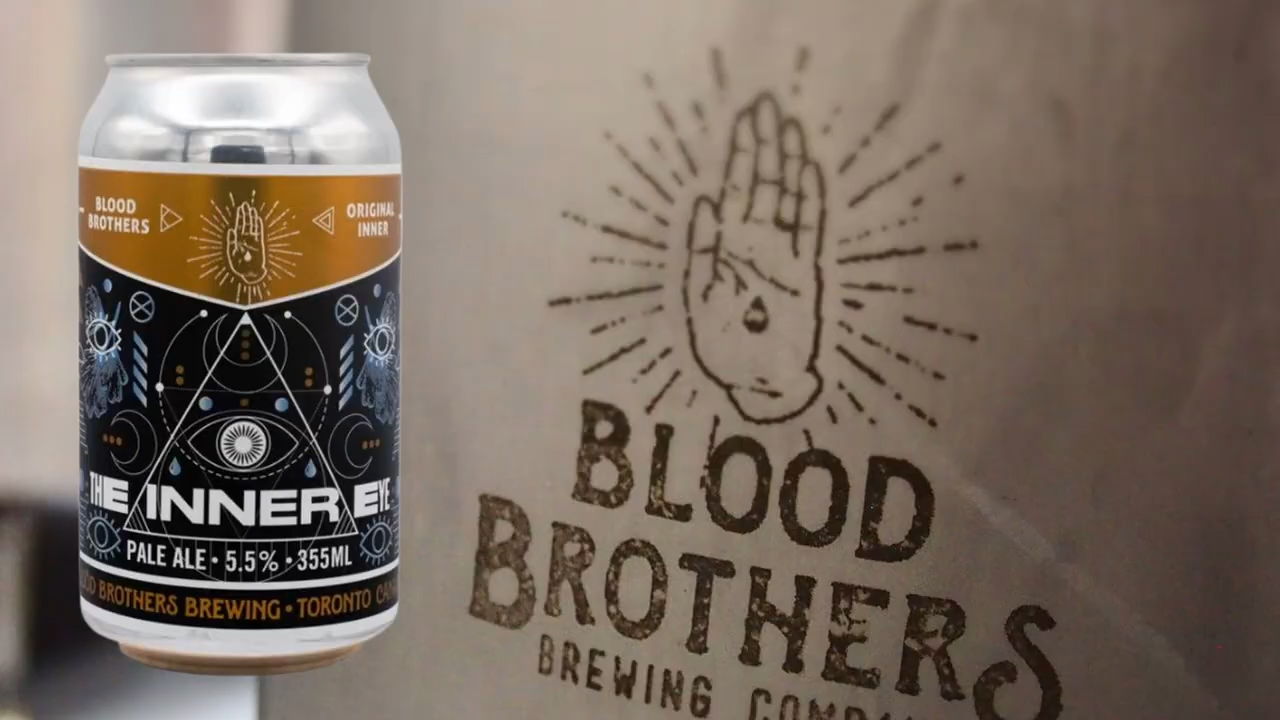 BLOOD
BROTHERS
ORIGINAL
INNER
THE INNER EYE
PALE ALE • 5.5% • 355ML
BROTHERS BREWING • TORONTO
BLOOD
BROTHERS
BREWING